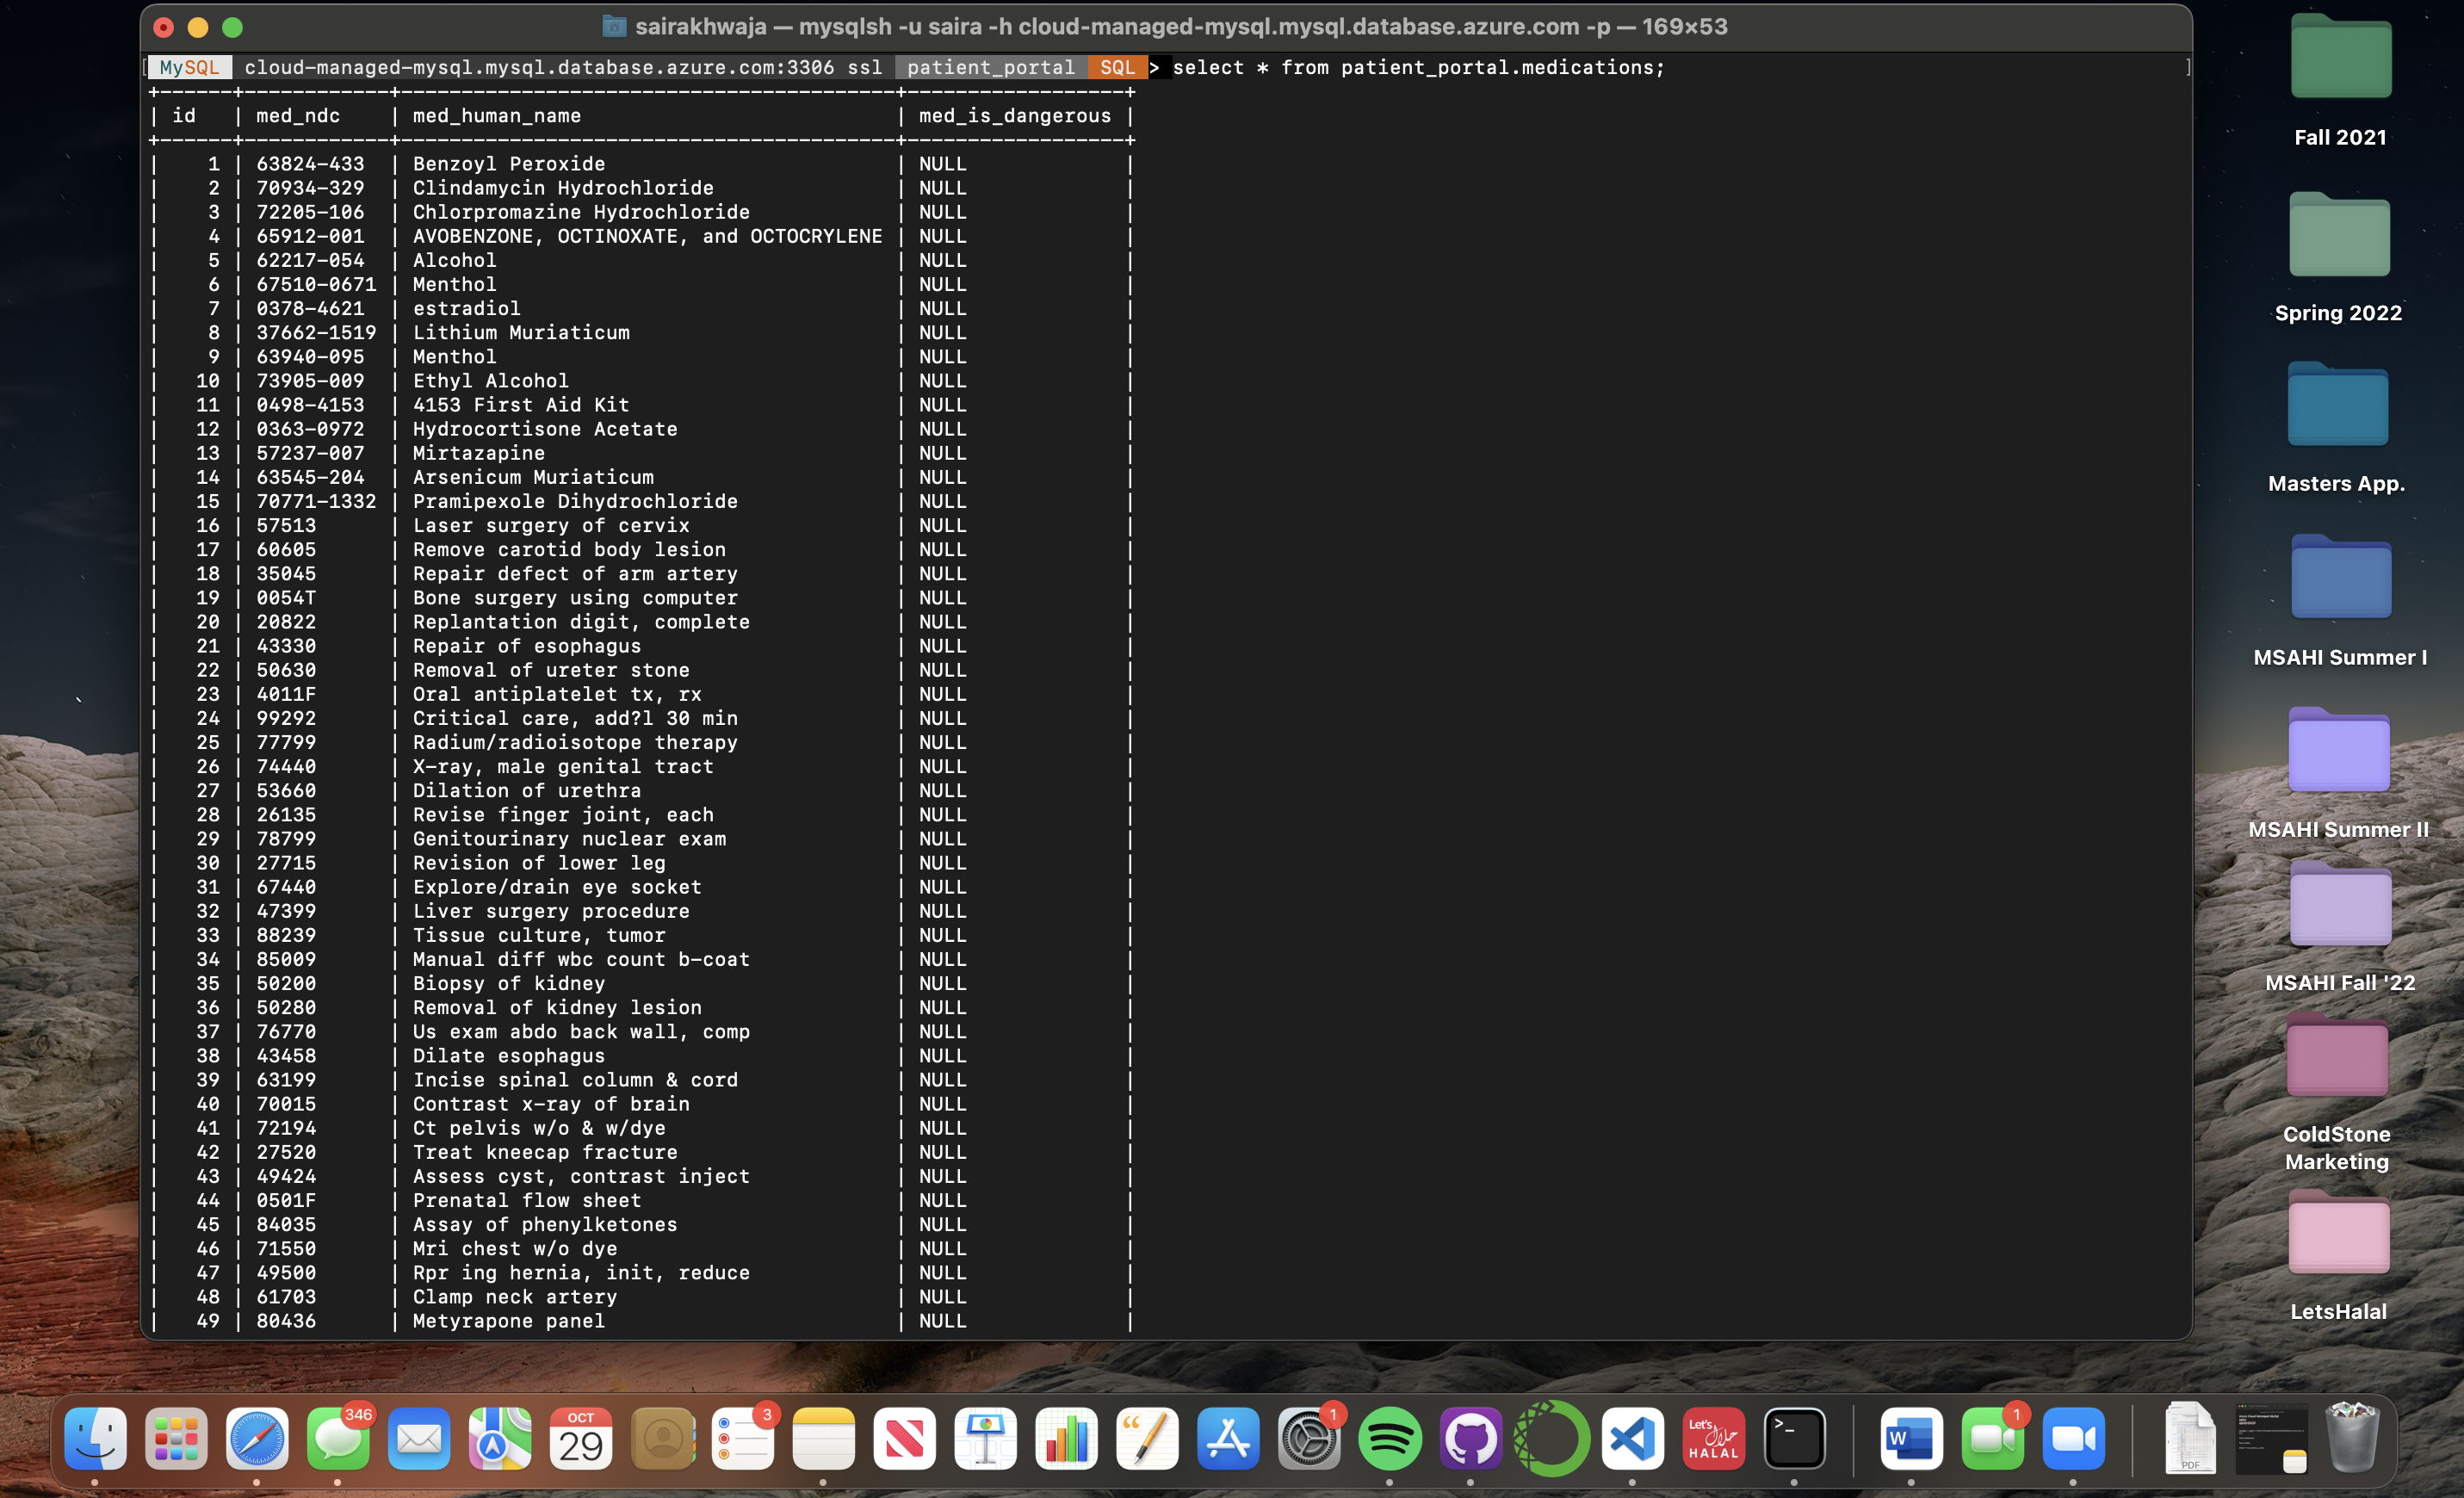 sairakhwaja — mysqlsh -u saira -h cloud-managed-mysql.mysql.database.azure.com -p — 169×53
MySQL cloud-managed-mysql.mysql.database.azure.com:3306 ssl patient_portal SQL > select * from patient_portal.medications;
| id | med_ndc | med_human_name | med_is_dangerous |
| 1 | 63824-433 | Benzoyl Peroxide | NULL |
| 2 | 70934-329 | Clindamycin Hydrochloride | NULL |
| 3 | 72205-106 | Chlorpromazine Hydrochloride | NULL |
| 4 | 65912-001 | AVOBENZONE, OCTINOXATE, and OCTOCRYLENE | NULL |
| 5 | 62217-054 | Alcohol | NULL |
| 6 | 67510-0671 | Menthol | NULL |
| 7 | 0378-4621 | estradiol | NULL |
| 8 | 37662-1519 | Lithium Muriaticum | NULL |
| 9 | 63940-095 | Menthol | NULL |
| 10 | 73905-009 | Ethyl Alcohol | NULL |
| 11 | 0498-4153 | 4153 First Aid Kit | NULL |
| 12 | 0363-0972 | Hydrocortisone Acetate | NULL |
| 13 | 57237-007 | Mirtazapine | NULL |
| 14 | 63545-204 | Arsenicum Muriaticum | NULL |
| 15 | 70771-1332 | Pramipexole Dihydrochloride | NULL |
| 16 | 57513 | Laser surgery of cervix | NULL |
| 17 | 60605 | Remove carotid body lesion | NULL |
| 18 | 35045 | Repair defect of arm artery | NULL |
| 19 | 0054T | Bone surgery using computer | NULL |
| 20 | 20822 | Replantation digit, complete | NULL |
| 21 | 43330 | Repair of esophagus | NULL |
| 22 | 50630 | Removal of ureter stone | NULL |
| 23 | 4011F | Oral antiplatelet tx, rx | NULL |
| 24 | 99292 | Critical care, add?l 30 min | NULL |
| 25 | 77799 | Radium/radioisotope therapy | NULL |
| 26 | 74440 | X-ray, male genital tract | NULL |
| 27 | 53660 | Dilation of urethra | NULL |
| 28 | 26135 | Revise finger joint, each | NULL |
| 29 | 78799 | Genitourinary nuclear exam | NULL |
| 30 | 27715 | Revision of lower leg | NULL |
| 31 | 67440 | Explore/drain eye socket | NULL |
| 32 | 47399 | Liver surgery procedure | NULL |
| 33 | 88239 | Tissue culture, tumor | NULL |
| 34 | 85009 | Manual diff wbc count b-coat | NULL |
| 35 | 50200 | Biopsy of kidney | NULL |
| 36 | 50280 | Removal of kidney lesion | NULL |
| 37 | 76770 | Us exam abdo back wall, comp | NULL |
| 38 | 43458 | Dilate esophagus | NULL |
| 39 | 63199 | Incise spinal column & cord | NULL |
| 40 | 70015 | Contrast x-ray of brain | NULL |
| 41 | 72194 | Ct pelvis w/o & w/dye | NULL |
| 42 | 27520 | Treat kneecap fracture | NULL |
| 43 | 49424 | Assess cyst, contrast inject | NULL |
| 44 | 0501F | Prenatal flow sheet | NULL |
| 45 | 84035 | Assay of phenylketones | NULL |
| 46 | 71550 | Mri chest w/o dye | NULL |
| 47 | 49500 | Rpr ing hernia, init, reduce | NULL |
| 48 | 61703 | Clamp neck artery | NULL |
| 49 | 80436 | Metyrapone panel | NULL |
Fall 2021
Spring 2022
Masters App.
MSAHI Summer I
MSAHI Summer II
MSAHI Fall '22
ColdStone
Marketing
LetsHalal
346
OCT
29
3
1
Let's
حلال
HALAL
>_
W
1
PDF